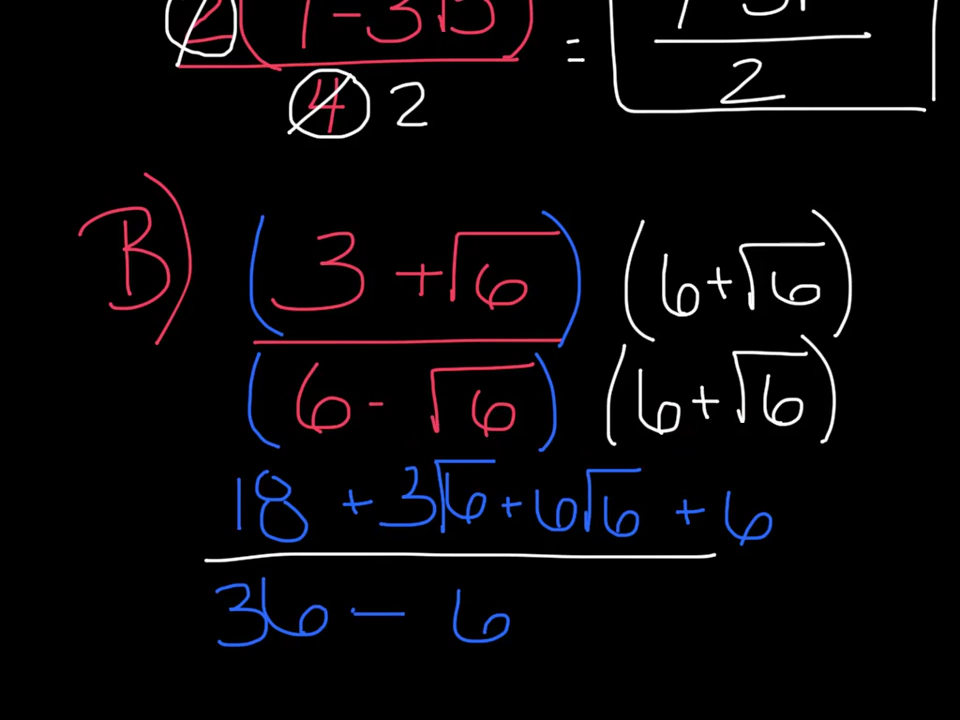 2(1-3√5)
=
4 2
2
B) (3+√6) (6+√6)
(6-√6) (6+√6)
18 +3√6+6√6 +6
36 - 6